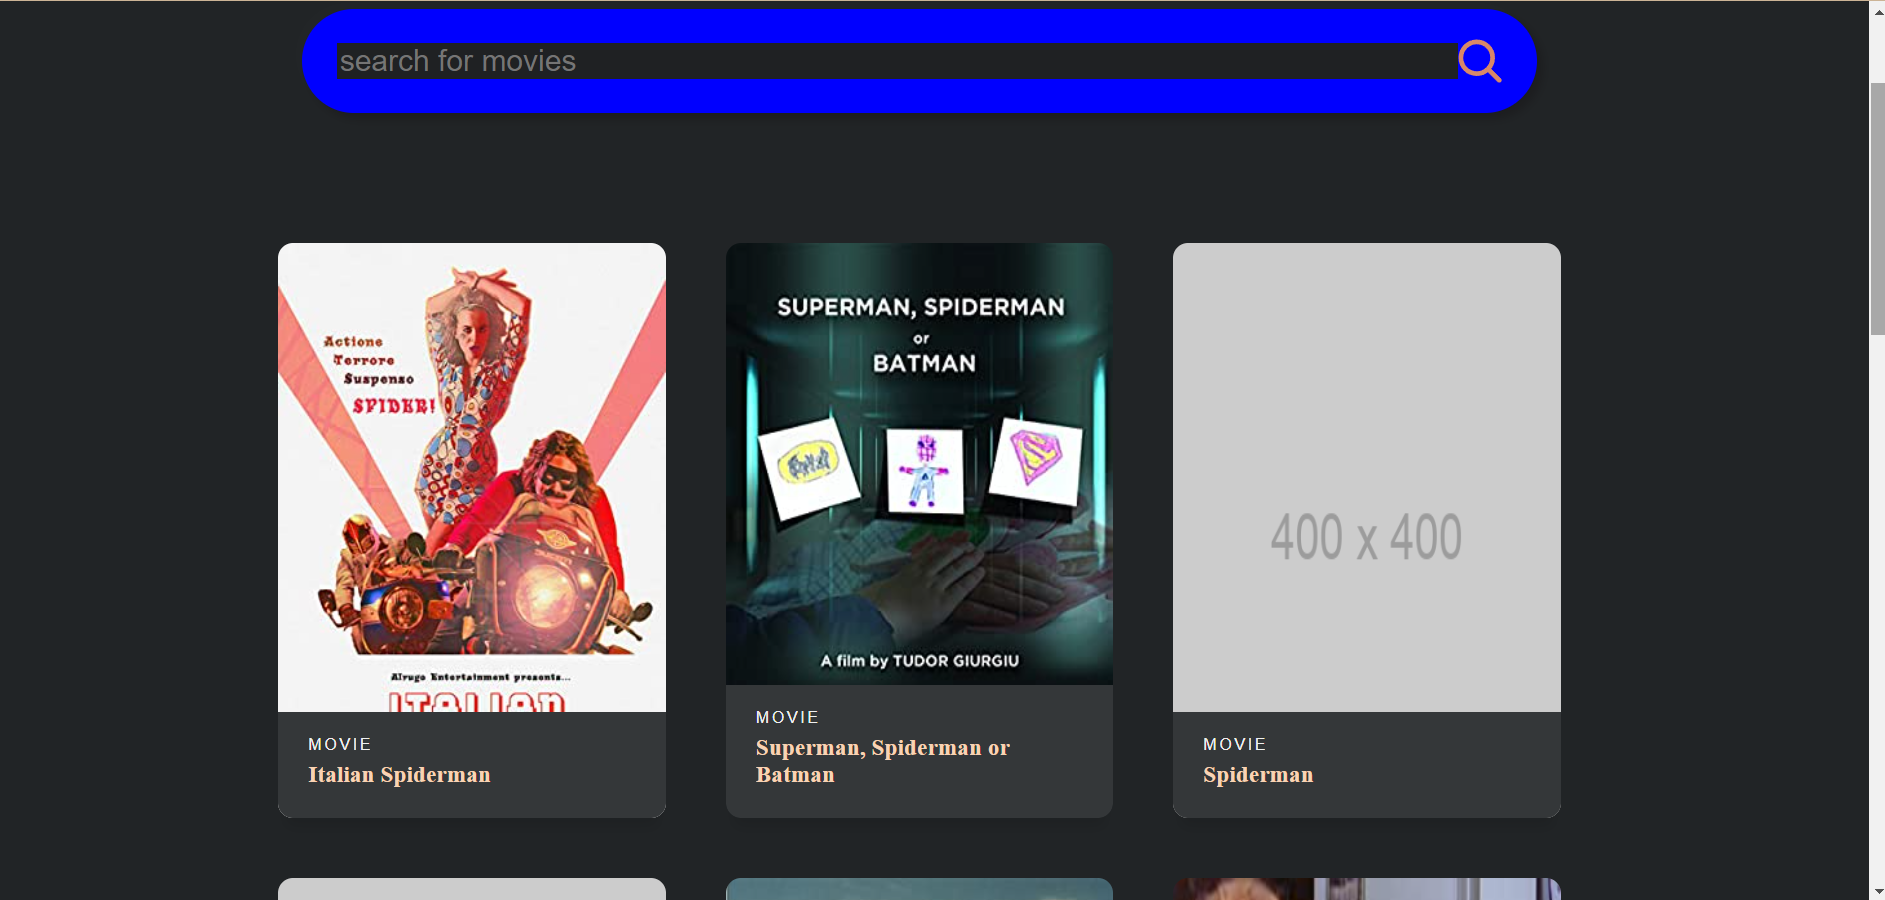 search for movies
Actione
Terrore
Suspenso
SPIDER!
Alrugo Entertainment presents...
ITALIAN
MOVIE
Italian Spiderman
SUPERMAN, SPIDERMAN
or
BATMAN
A film by TUDOR GIURGIU
MOVIE
Superman, Spiderman or
Batman
400 x 400
MOVIE
Spiderman